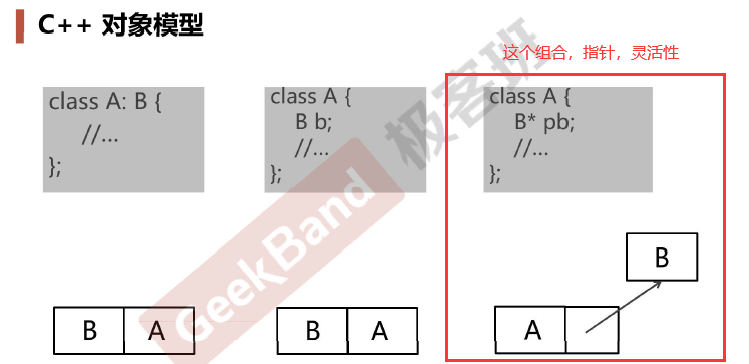 C++ 对象模型
这个组合，指针，灵活性
class A: B {
//...
};
class A {
B b;
//...
};
class A {
B* pb;
//...
};
GeekBand 极客班
B
B A
B A
A